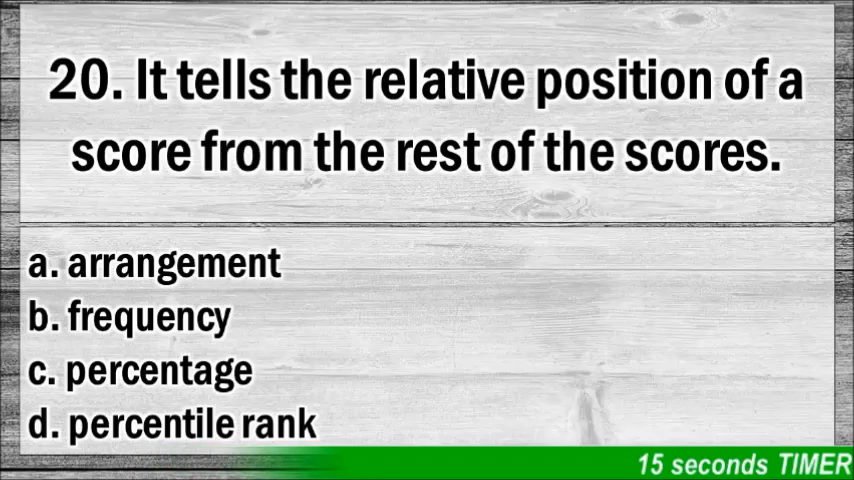 20. It tells the relative position of a
score from the rest of the scores.
a. arrangement
b. frequency
c. percentage
d. percentile rank
15 seconds TIMER